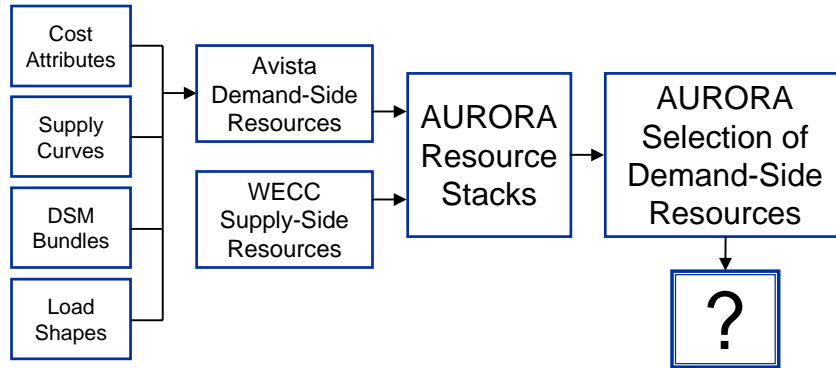 Cost
Attributes
Supply
Curves
DSM
Bundles
Load
Shapes
Avista
Demand-Side
Resources
WECC
Supply-Side
Resources
AURORA
Resource
Stacks
AURORA
Selection of
Demand-Side
Resources
?